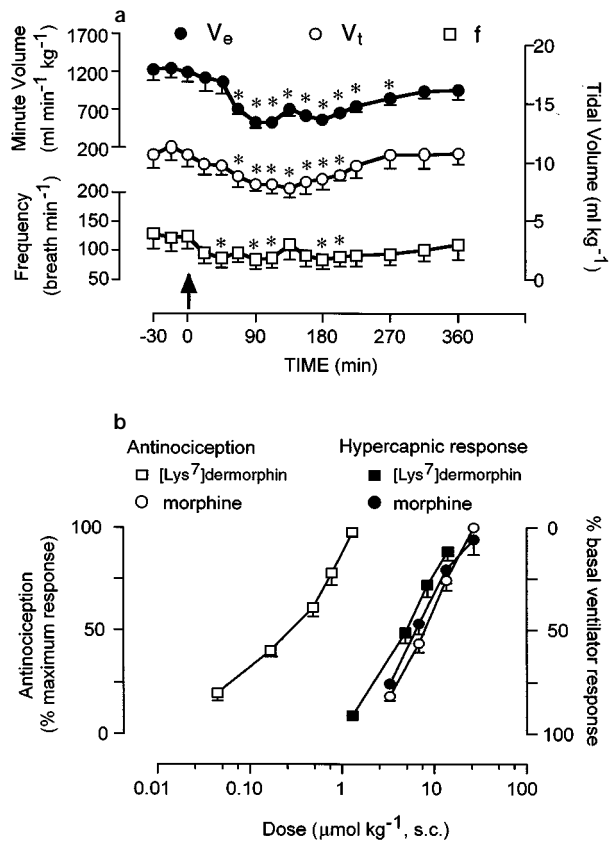 a
● Vₑ ○ Vₜ □ f
Minute Volume
(ml min⁻¹ kg⁻¹)
1700
1200
700
200
* * * * * * * * *
* * * * * * *
Frequency
(breath min⁻¹)
200
150
100
50
* * * * *
20
15
10
5
0
Tidal Volume (ml kg⁻¹)
-30 0 90 180 270 360
TIME (min)
b
Antinociception
□ [Lys⁷]dermorphin
○ morphine
Hypercapnic response
■ [Lys⁷]dermorphin
● morphine
Antinociception
(% maximum response)
100
50
0
0
50
100
% basal ventilator response
0.01 0.10 1 10 100
Dose (μmol kg⁻¹, s.c.)